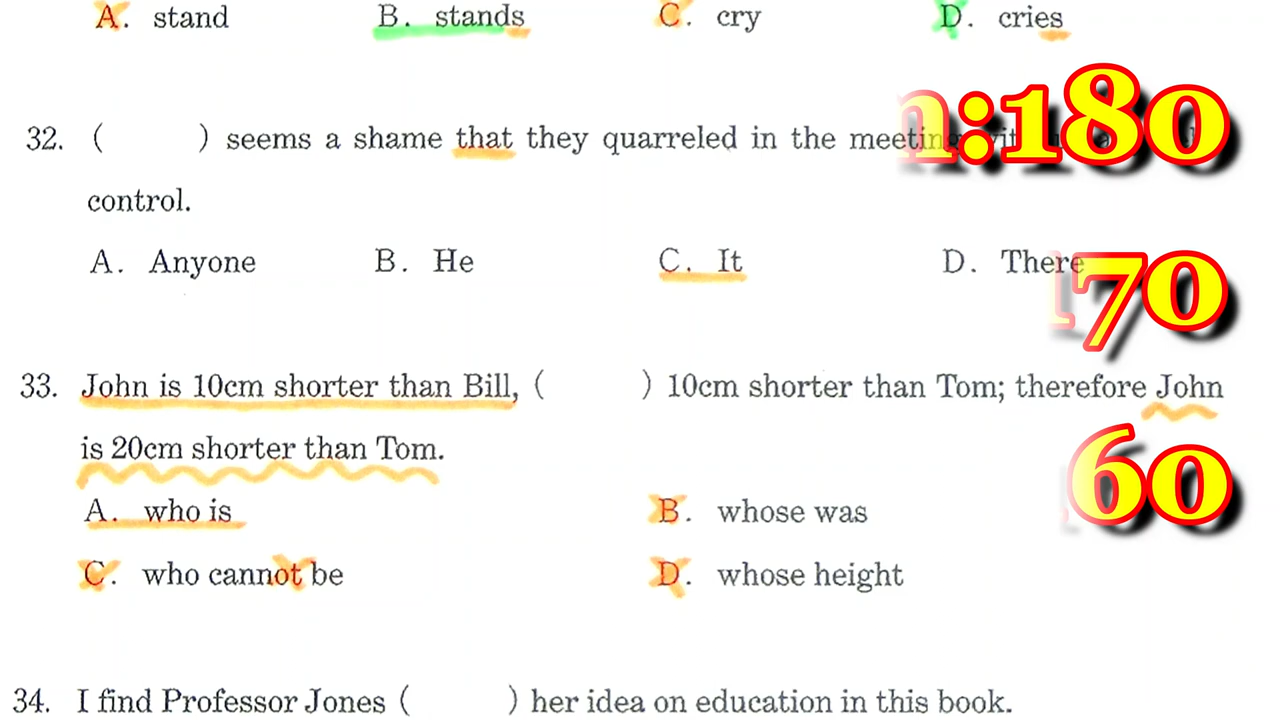 A. stand B. stands C. cry D. cries
32. ( ) seems a shame that they quarreled in the meeting
control.
A. Anyone B. He C. It D. There
33. John is 10cm shorter than Bill, ( ) 10cm shorter than Tom; therefore John
is 20cm shorter than Tom.
A. who is B. whose was
C. who cannot be D. whose height
34. I find Professor Jones ( ) her idea on education in this book.
n:180
170
60